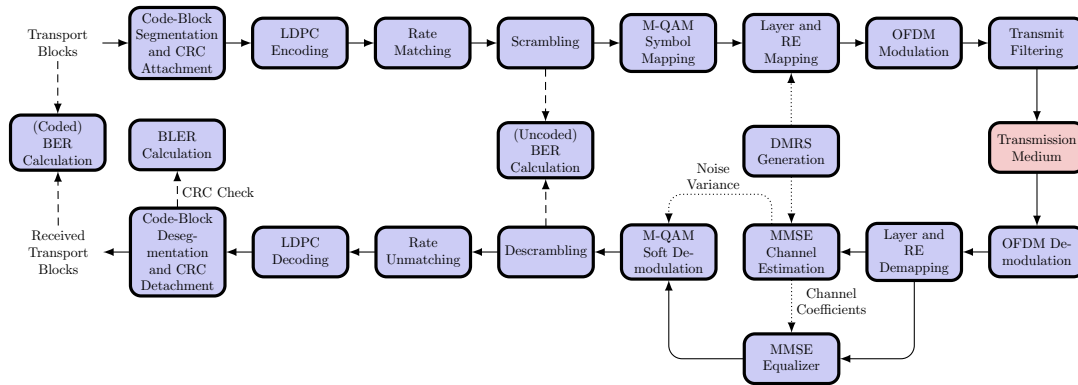 Transport
Blocks
Code-Block
Segmentation
and CRC
Attachment
LDPC
Encoding
Rate
Matching
Scrambling
M-QAM
Symbol
Mapping
Layer and
RE
Mapping
OFDM
Modulation
Transmit
Filtering
(Coded)
BER
Calculation
BLER
Calculation
(Uncoded)
BER
Calculation
DMRS
Generation
Transmission
Medium
Noise
Variance
CRC Check
Received
Transport
Blocks
Code-Block
Deseg-
mentation
and CRC
Detachment
LDPC
Decoding
Rate
Unmatching
Descrambling
M-QAM
Soft De-
modulation
MMSE
Channel
Estimation
Layer and
RE
Demapping
OFDM De-
modulation
Channel
Coefficients
MMSE
Equalizer